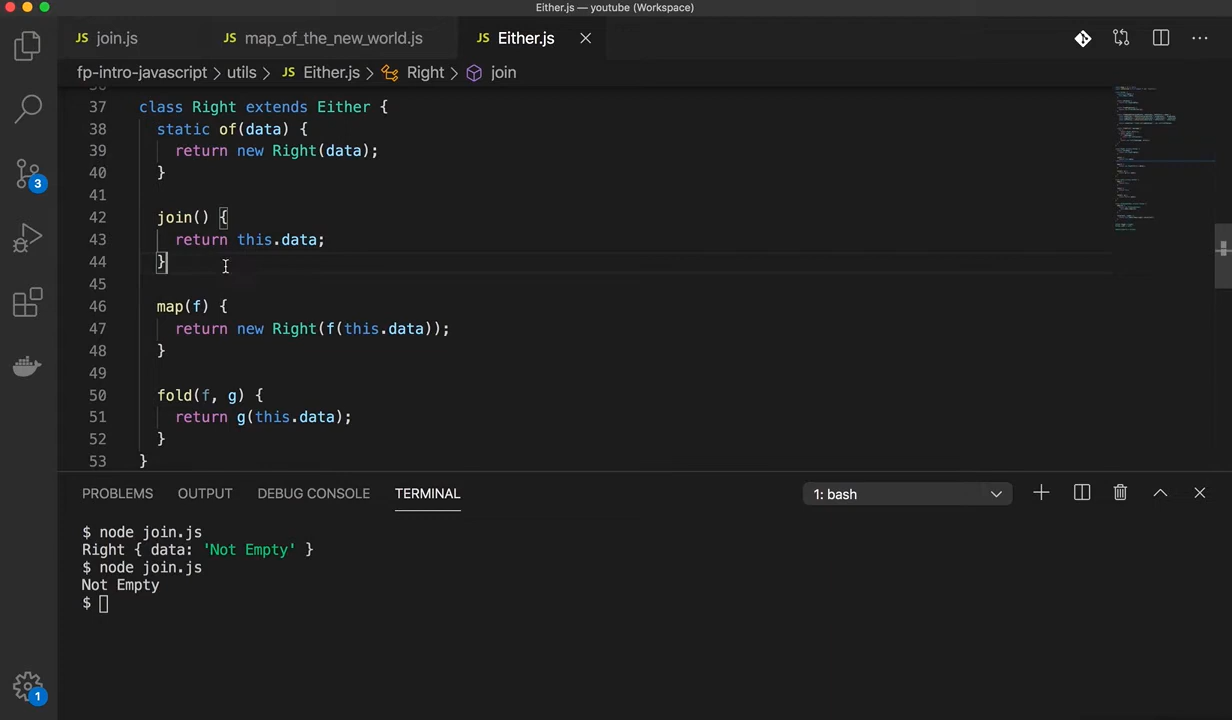 Either.js — youtube (Workspace)
JS join.js JS map_of_the_new_world.js JS Either.js
fp-intro-javascript > utils > JS Either.js > Right > join
37 class Right extends Either {
38 static of(data) {
39 return new Right(data);
40 }
41
42 join() {
43 return this.data;
44 }
45
46 map(f) {
47 return new Right(f(this.data));
48 }
49
50 fold(f, g) {
51 return g(this.data);
52 }
53 }
3
PROBLEMS OUTPUT DEBUG CONSOLE TERMINAL 1: bash
$ node join.js
Right { data: 'Not Empty' }
$ node join.js
Not Empty
$
1